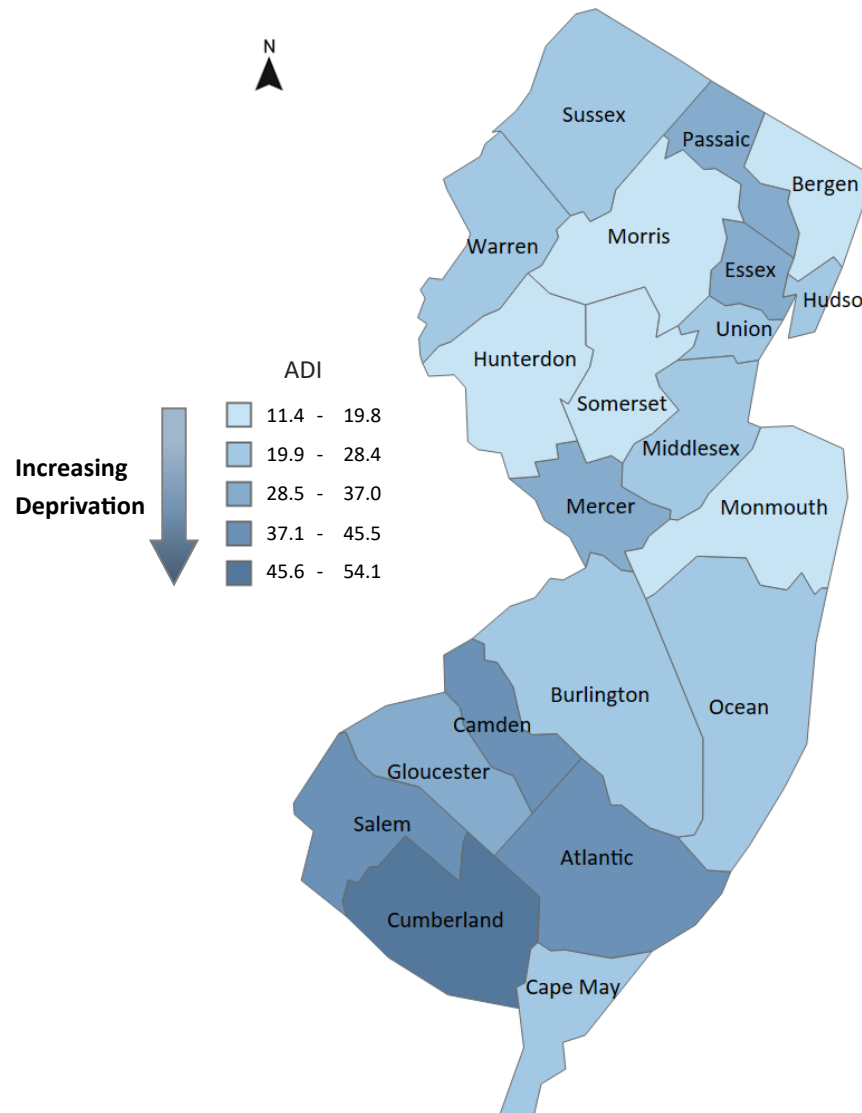 N
Sussex
Passaic
Bergen
Warren
Morris
Essex
Hudso
Union
Hunterdon
ADI
Somerset
11.4 - 19.8
Middlesex
19.9 - 28.4
Increasing
Deprivation
28.5 - 37.0
Mercer
Monmouth
37.1 - 45.5
45.6 - 54.1
Burlington
Ocean
Camden
Gloucester
Salem
Atlantic
Cumberland
Cape May